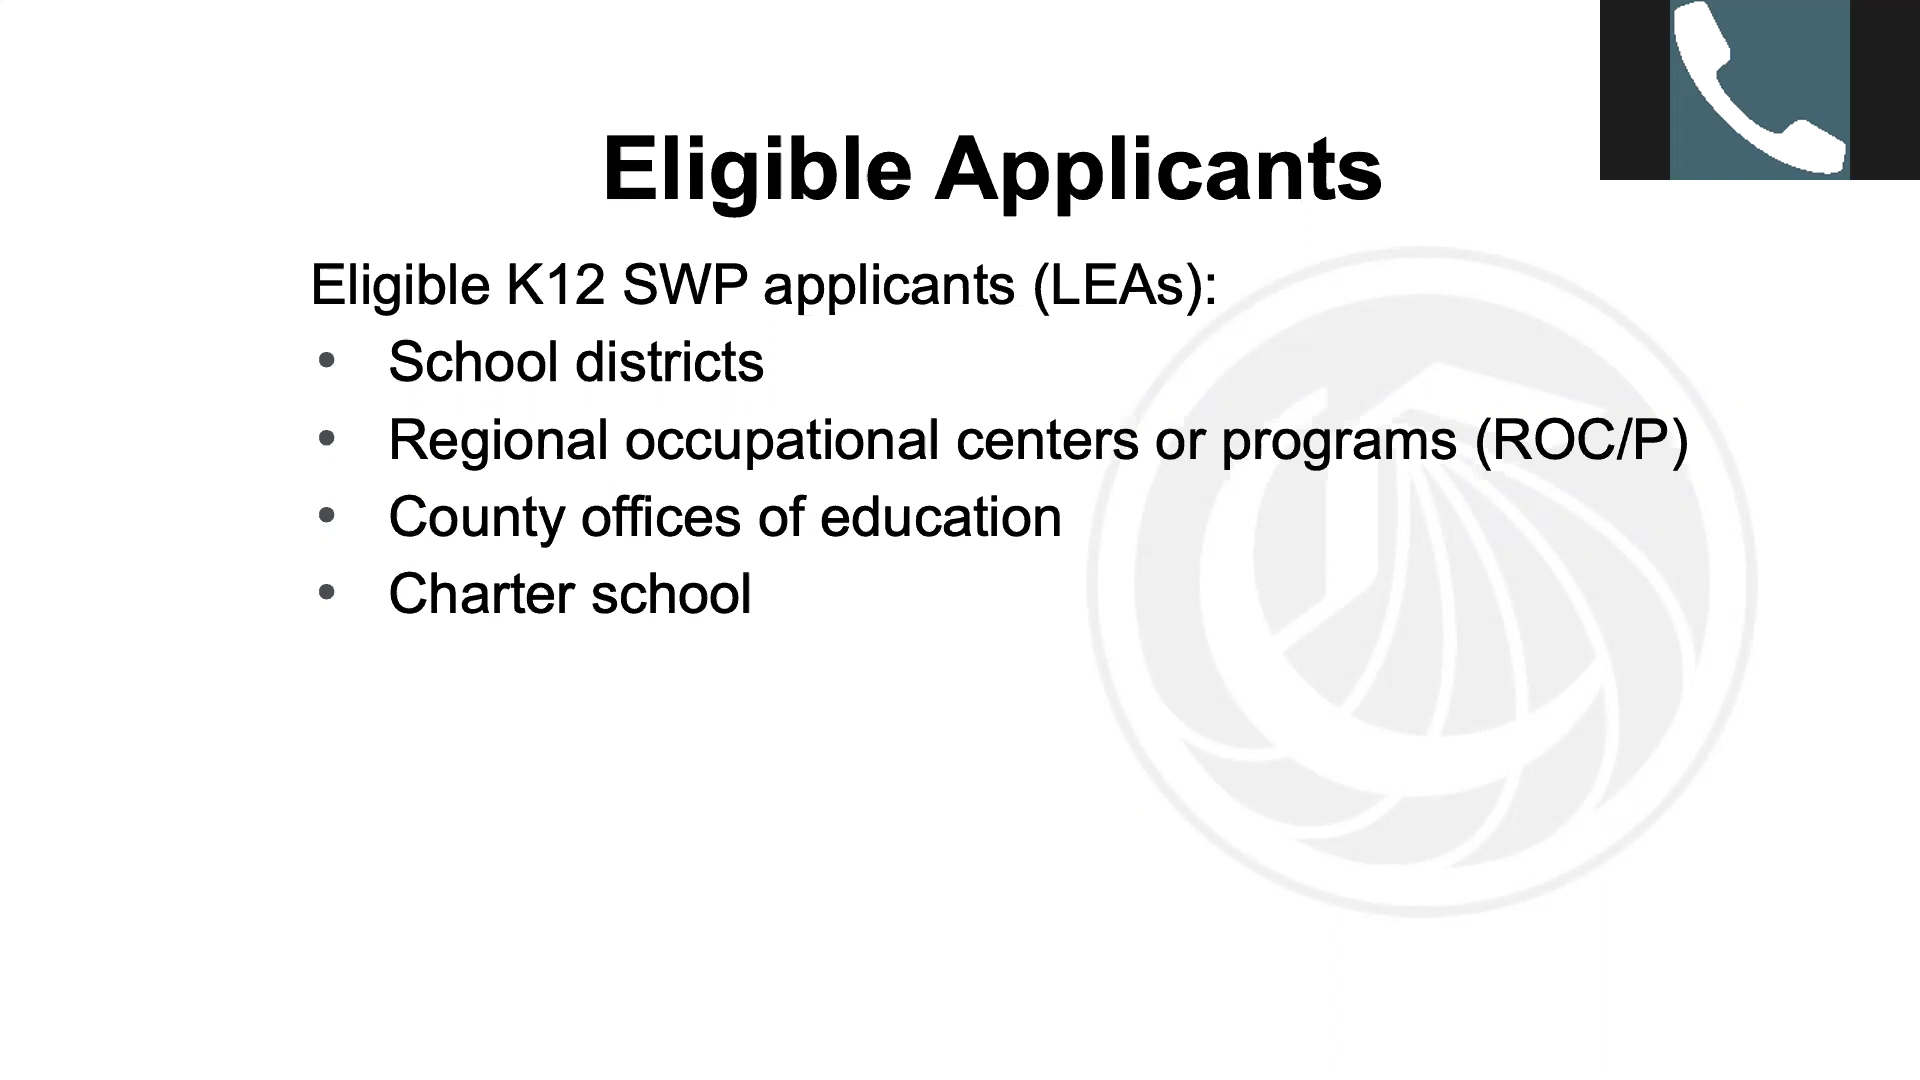 Eligible Applicants
Eligible K12 SWP applicants (LEAs):
• School districts
• Regional occupational centers or programs (ROC/P)
• County offices of education
• Charter school